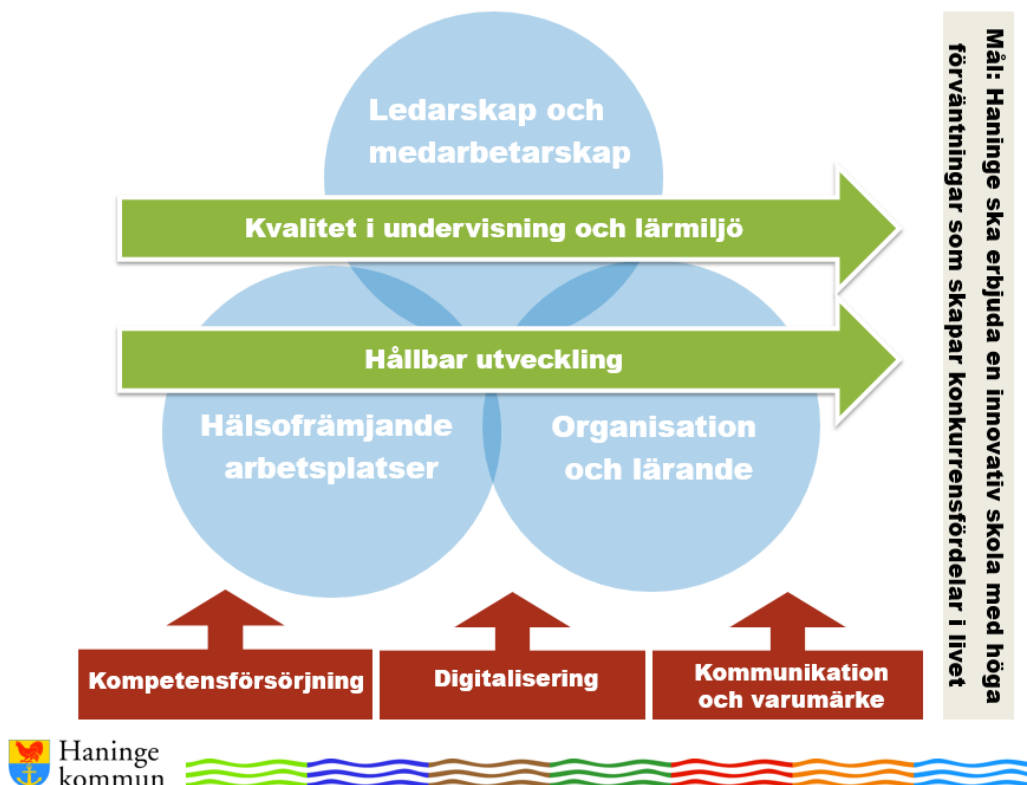 Ledarskap och
medarbetarskap
Kvalitet i undervisning och lärmiljö
Hållbar utveckling
Hälsofrämjande
arbetsplatser
Organisation
och lärande
Kompetensförsörjning
Digitalisering
Kommunikation
och varumärke
Mål: Haninge ska erbjuda en innovativ skola med höga
förväntningar som skapar konkurrensfördelar i livet
Haninge
kommun